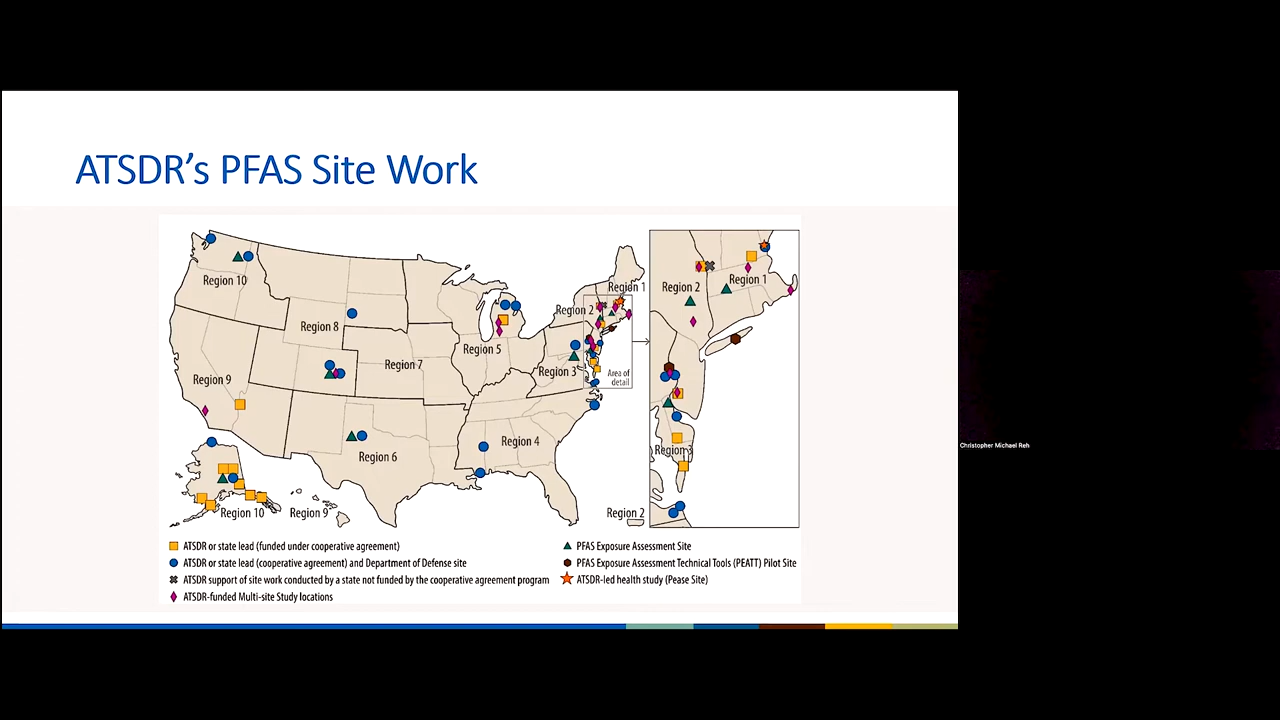 ATSDR's PFAS Site Work
Region 10
Region 8
Region 9
Region 7
Region 5
Region 2
Region 1
Region 3
Area of
detail
Region 4
Region 6
Region 10
Region 9
Region 2
Region 2
Region 1
Region 3
ATSDR or state lead (funded under cooperative agreement)
ATSDR or state lead (cooperative agreement) and Department of Defense site
ATSDR support of site work conducted by a state not funded by the cooperative agreement program
ATSDR-funded Multi-site Study locations
PFAS Exposure Assessment Site
PFAS Exposure Assessment Technical Tools (PEATT) Pilot Site
ATSDR-led health study (Pease Site)
Christopher Michael Reh